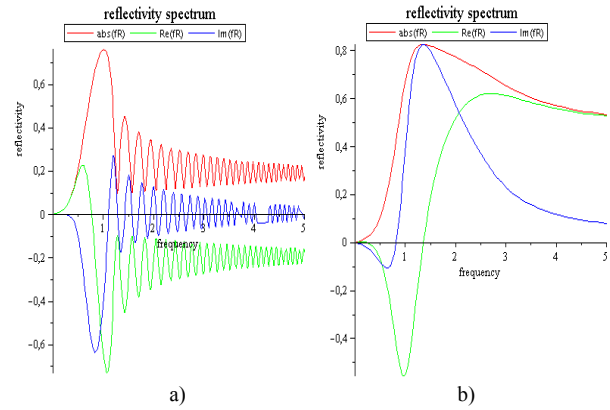 reflectivity spectrum
abs(fR) Re(fR) Im(fR)
reflectivity
0,6
0,4
0,2
0
−0,2
−0,4
−0,6
1 2 3 4 5
frequency
a)
reflectivity spectrum
abs(fR) Re(fR) Im(fR)
reflectivity
0,8
0,6
0,4
0,2
0
−0,2
−0,4
1 2 3 4 5
frequency
b)